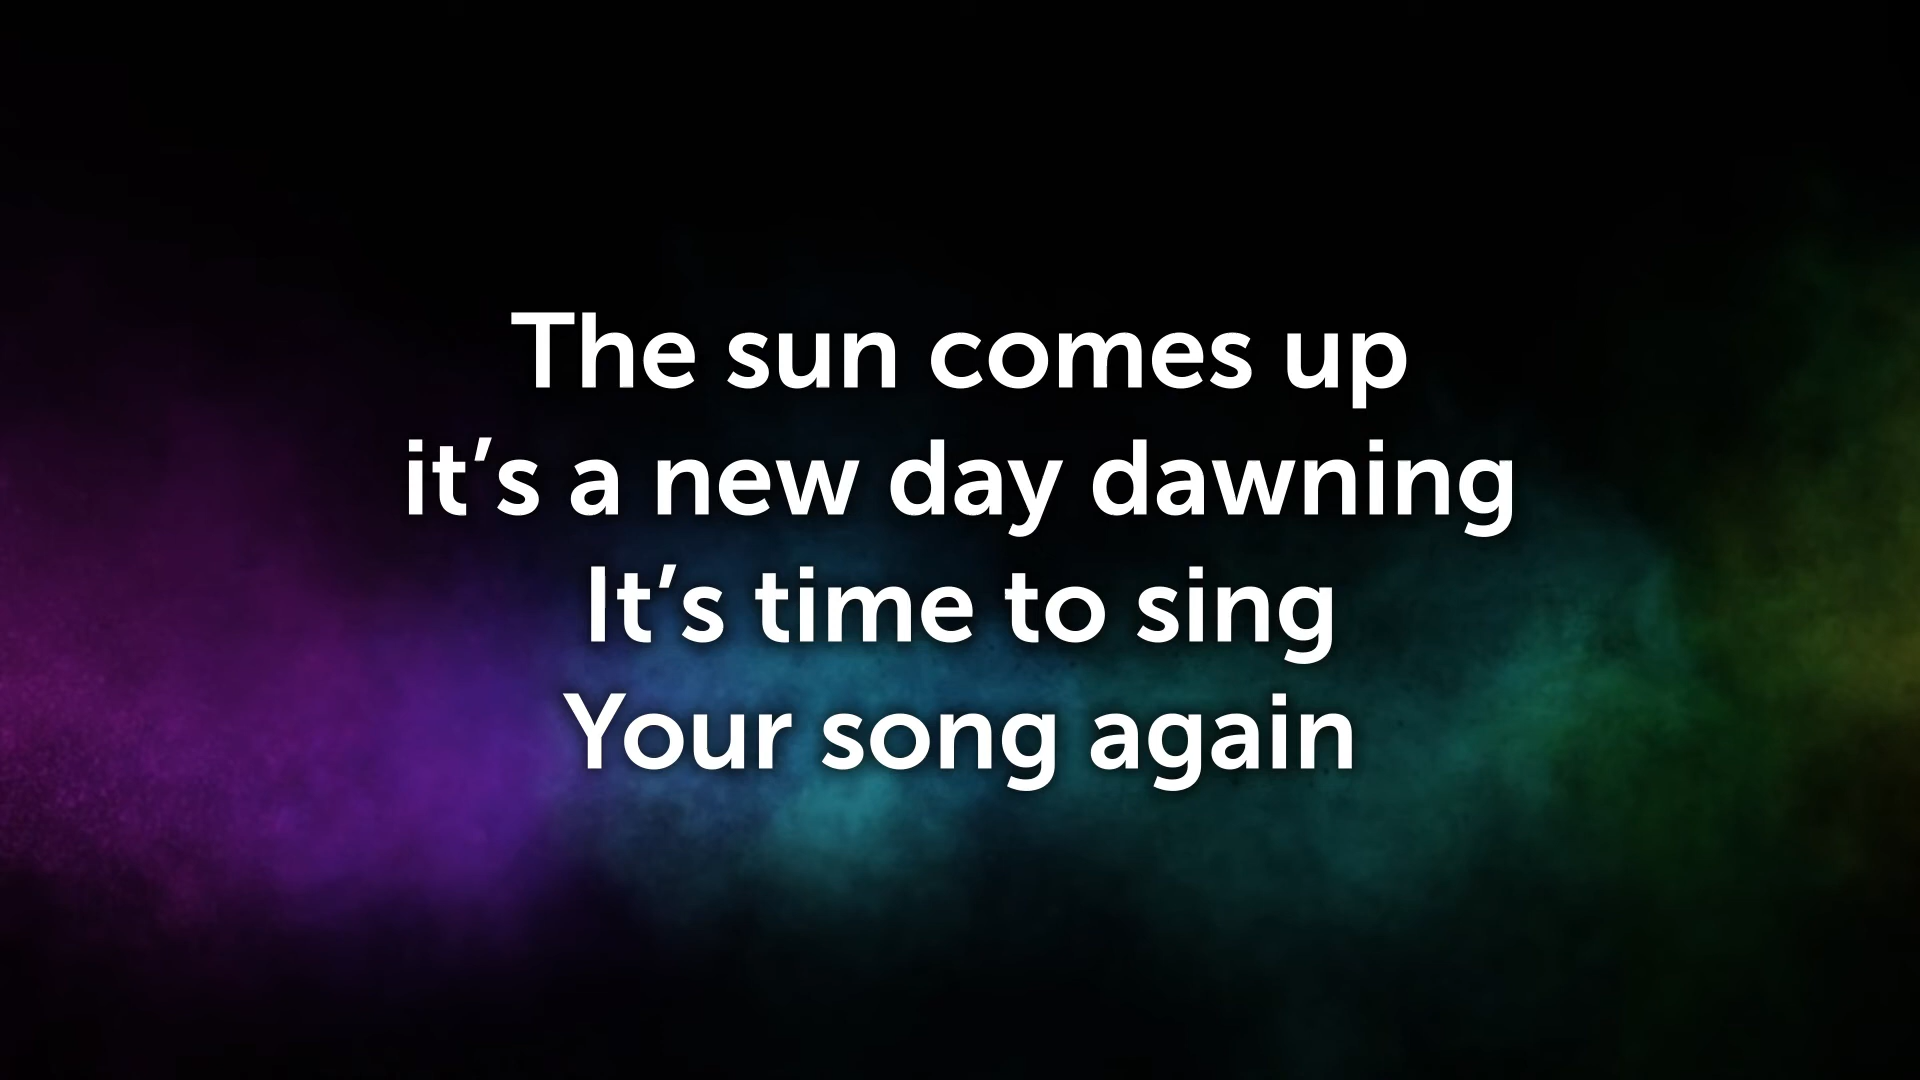 The sun comes up
it’s a new day dawning
It’s time to sing
Your song again